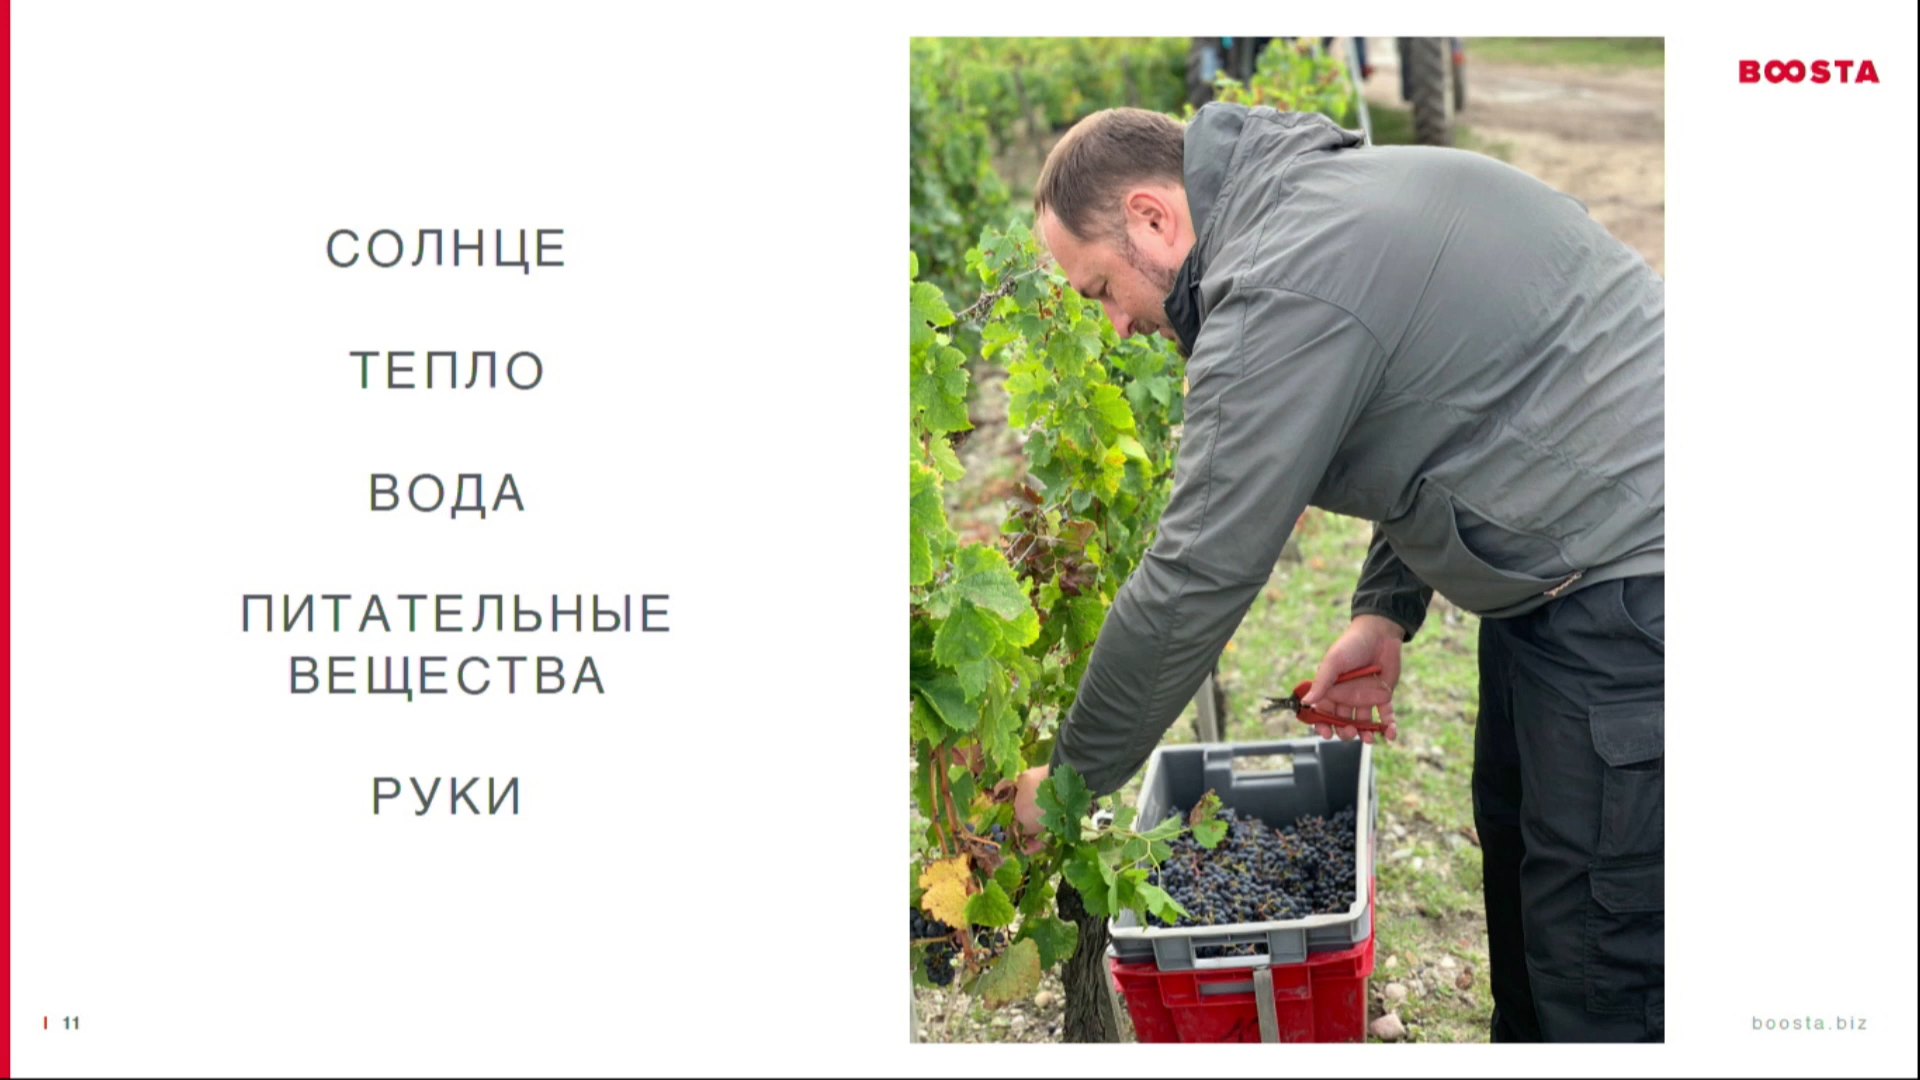 BOOSTA
СОЛНЦЕ
ТЕПЛО
ВОДА
ПИТАТЕЛЬНЫЕ
ВЕЩЕСТВА
РУКИ
11
boosta.biz